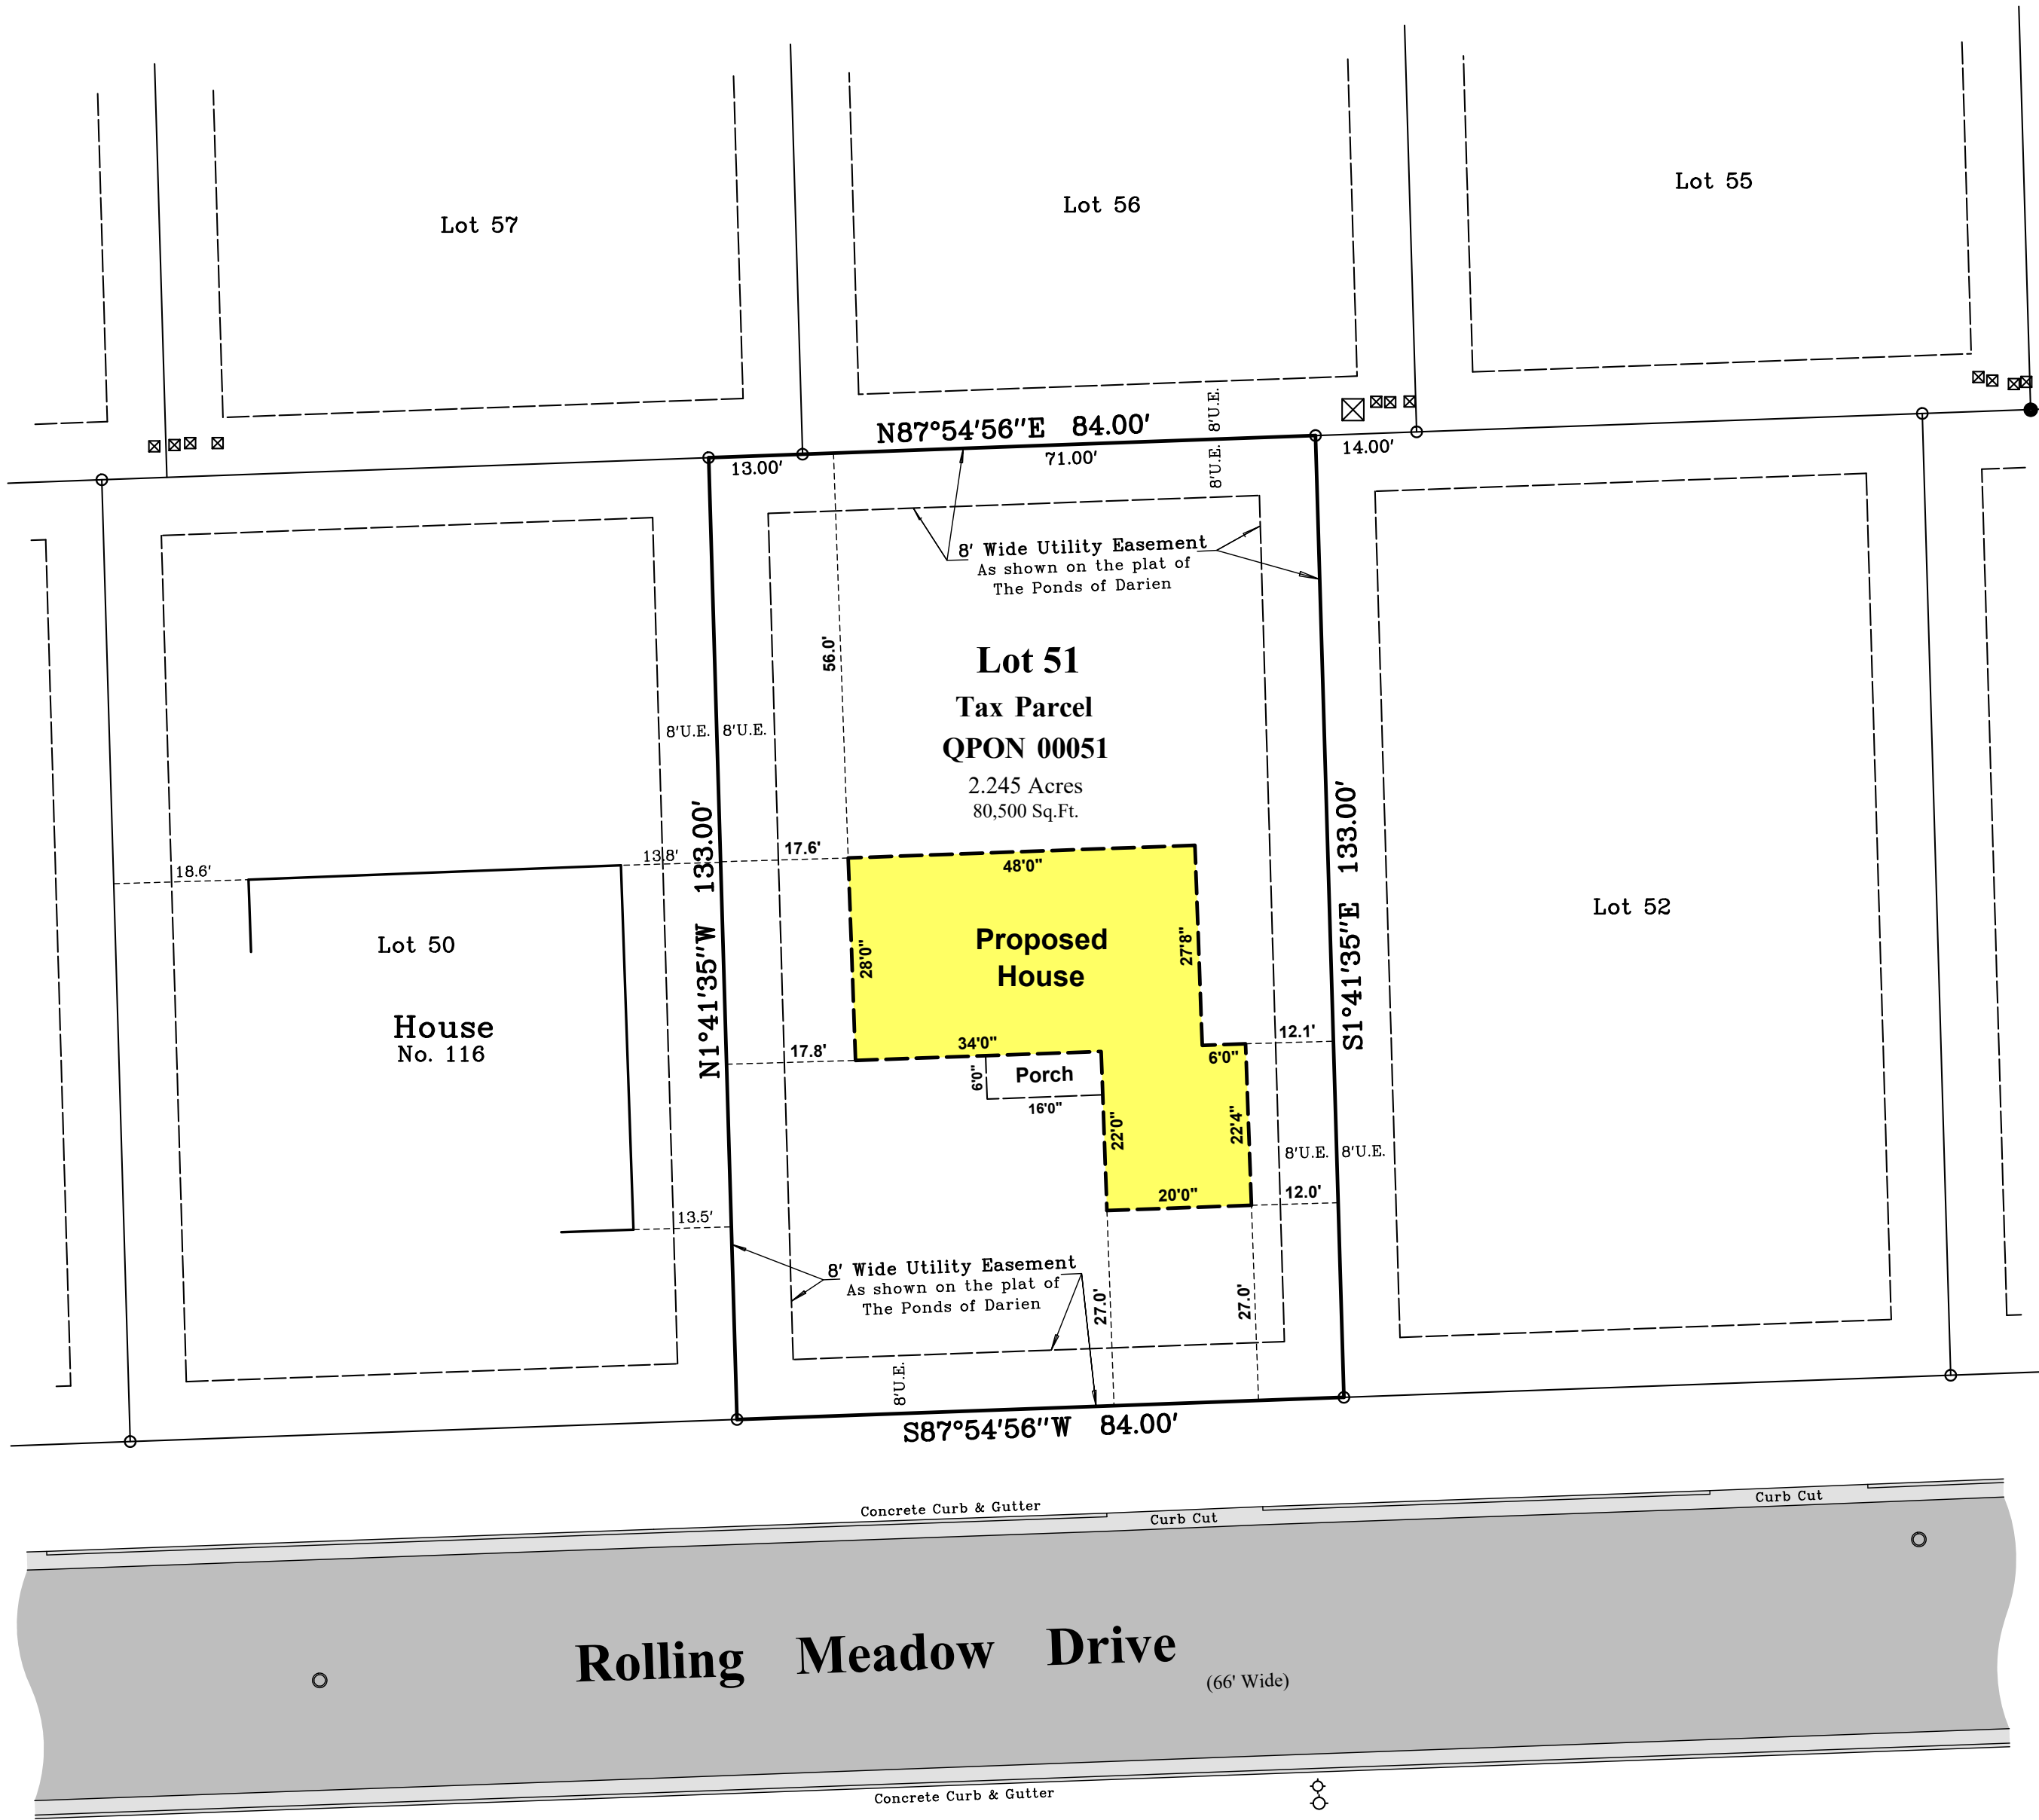 Lot 55
Lot 56
Lot 57
8'U.E.
N87°54'56"E 84.00'
13.00'
71.00'
14.00'
8'U.E.
8' Wide Utility Easement
As shown on the plat of
The Ponds of Darien
56.0'
Lot 51
Tax Parcel
QPON 00051
2.245 Acres
80,500 Sq.Ft.
8'U.E.
8'U.E.
N1°41'35"W 133.00'
S1°41'35"E 133.00'
18.6'
13.8'
17.6'
48'0"
Lot 50
House
No. 116
Lot 52
28'0"
Proposed
House
27'8"
17.8'
34'0"
6'0"
12.1'
6'0"
Porch
16'0"
22'0"
22'4"
8'U.E.
8'U.E.
20'0"
12.0'
13.5'
8' Wide Utility Easement
As shown on the plat of
The Ponds of Darien
27.0'
27.0'
8'U.E.
S87°54'56"W 84.00'
Concrete Curb & Gutter
Curb Cut
Curb Cut
Rolling Meadow Drive
(66' Wide)
Concrete Curb & Gutter